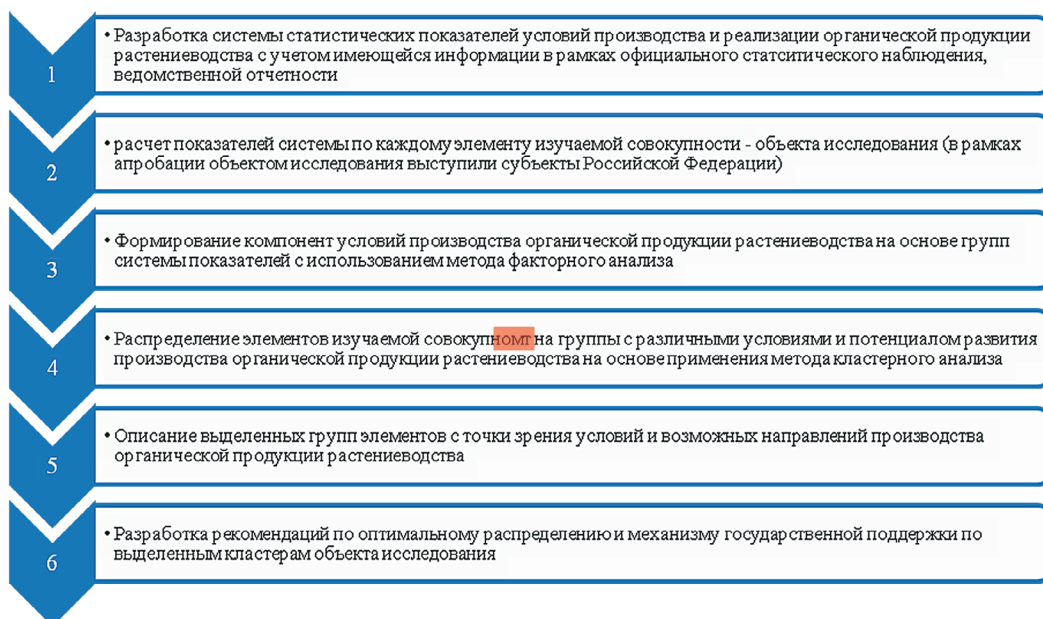 1
• Разработка системы статистических показателей условий производства и реализации органической продукции
растениеводства с учетом имеющейся информации в рамках официального статситического наблюдения,
ведомственной отчетности
2
• расчет показателей системы по каждому элементу изучаемой совокупности - объекта исследования (в рамках
апробации объектом исследования выступили субъекты Российской Федерации)
3
• Формирование компонент условий производства органической продукции растениеводства на основе групп
системы показателей с использованием метода факторного анализа
4
• Распределение элементов изучаемой совокупномт на группы с различными условиями и потенциалом развития
производства органической продукции растениеводства на основе применения метода кластерного анализа
5
• Описание выделенных групп элементов с точки зрения условий и возможных направлений производства
органической продукции растениеводства
6
• Разработка рекомендаций по оптимальному распределению и механизму государственной поддержки по
выделенным кластерам объекта исследования